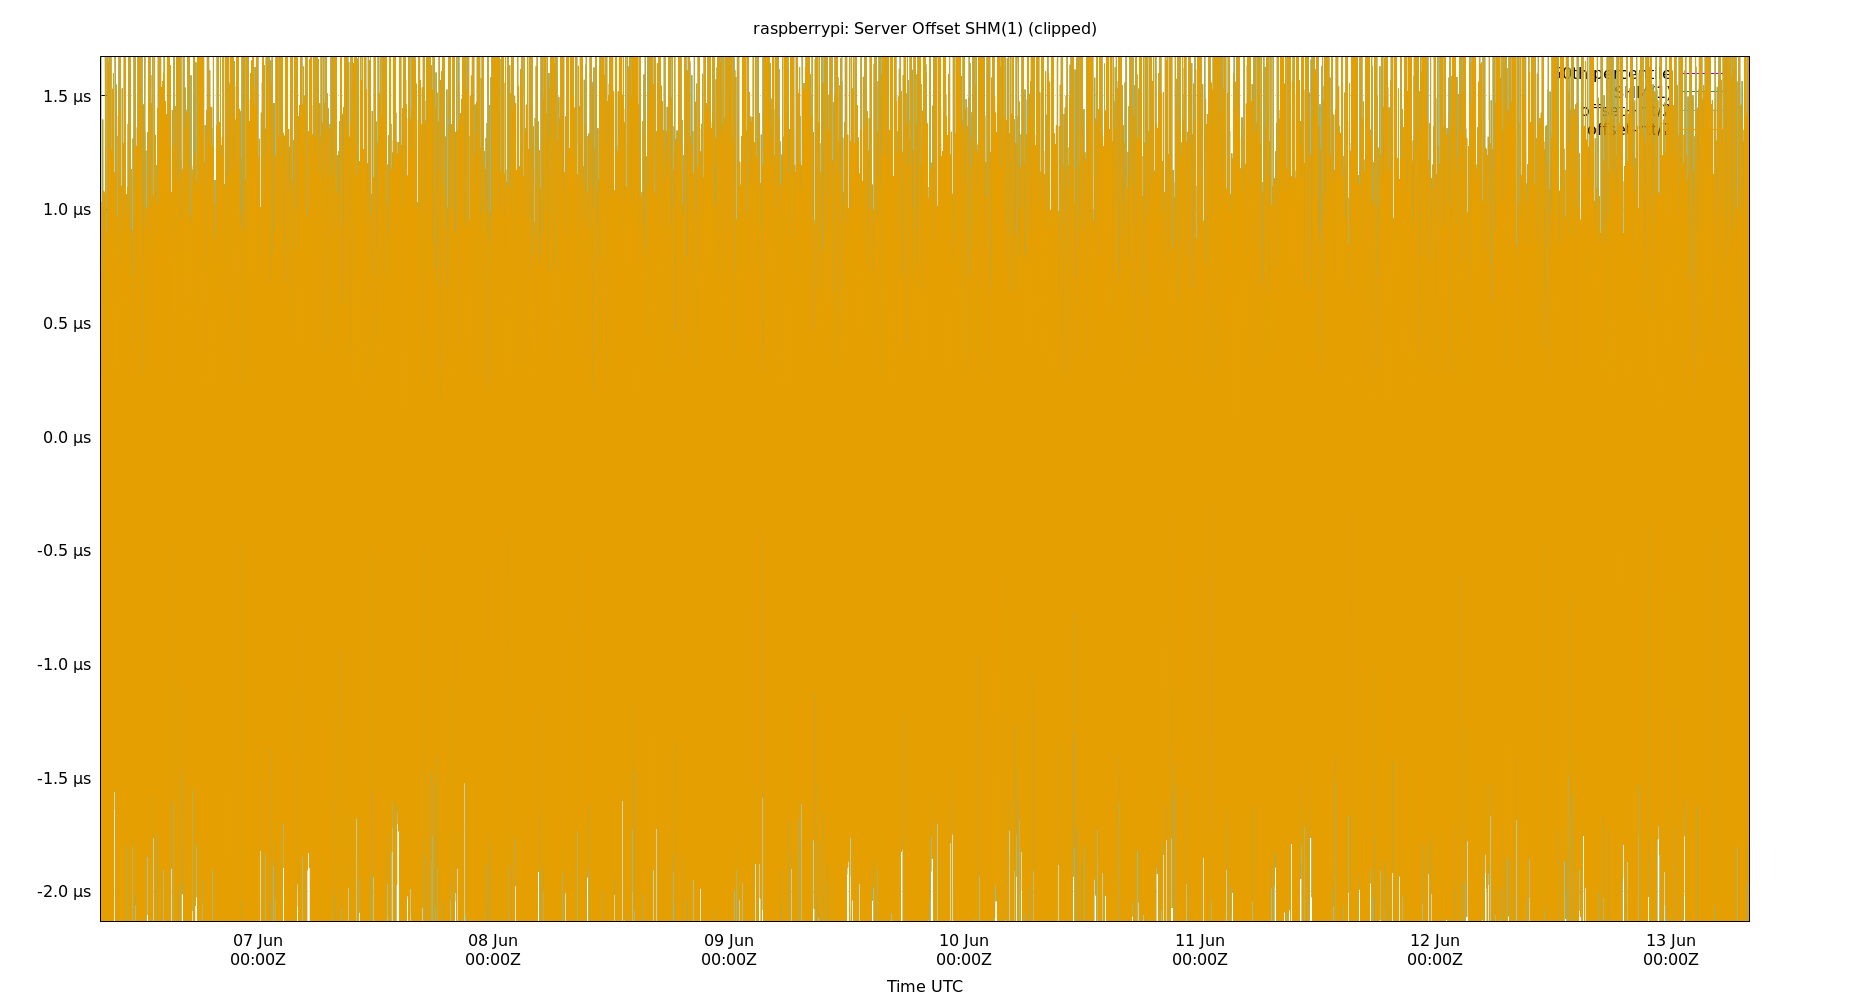 raspberrypi: Server Offset SHM(1) (clipped)
1.5 µs
1.0 µs
0.5 µs
0.0 µs
-0.5 µs
-1.0 µs
-1.5 µs
-2.0 µs
07 Jun 08 Jun 09 Jun 10 Jun 11 Jun 12 Jun 13 Jun
00:00Z 00:00Z 00:00Z 00:00Z 00:00Z 00:00Z 00:00Z
Time UTC